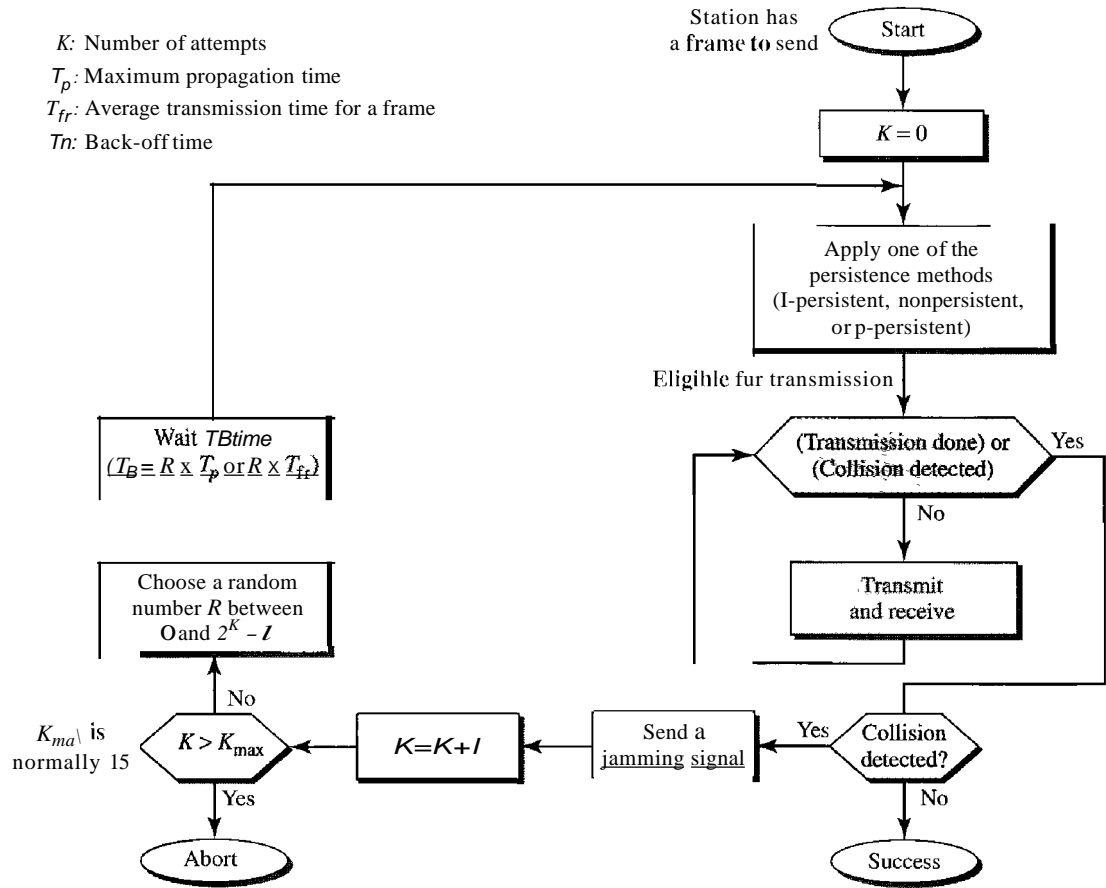 Station has
a frame to send
Start
K: Number of attempts
Tp: Maximum propagation time
Tfr: Average transmission time for a frame
Tn: Back-off time
K = 0
Apply one of the
persistence methods
(I-persistent, nonpersistent,
or p-persistent)
Eligible fur transmission
Wait TBtime
(TB = R x Tp or R x Tfr)
(Transmission done) or
(Collision detected)
Yes
No
Choose a random
number R between
O and 2^K - l
Transmit
and receive
No
Kma\ is
normally 15
K > Kmax
K=K+l
Send a
jamming signal
Yes
Collision
detected?
Yes
No
Abort
Success